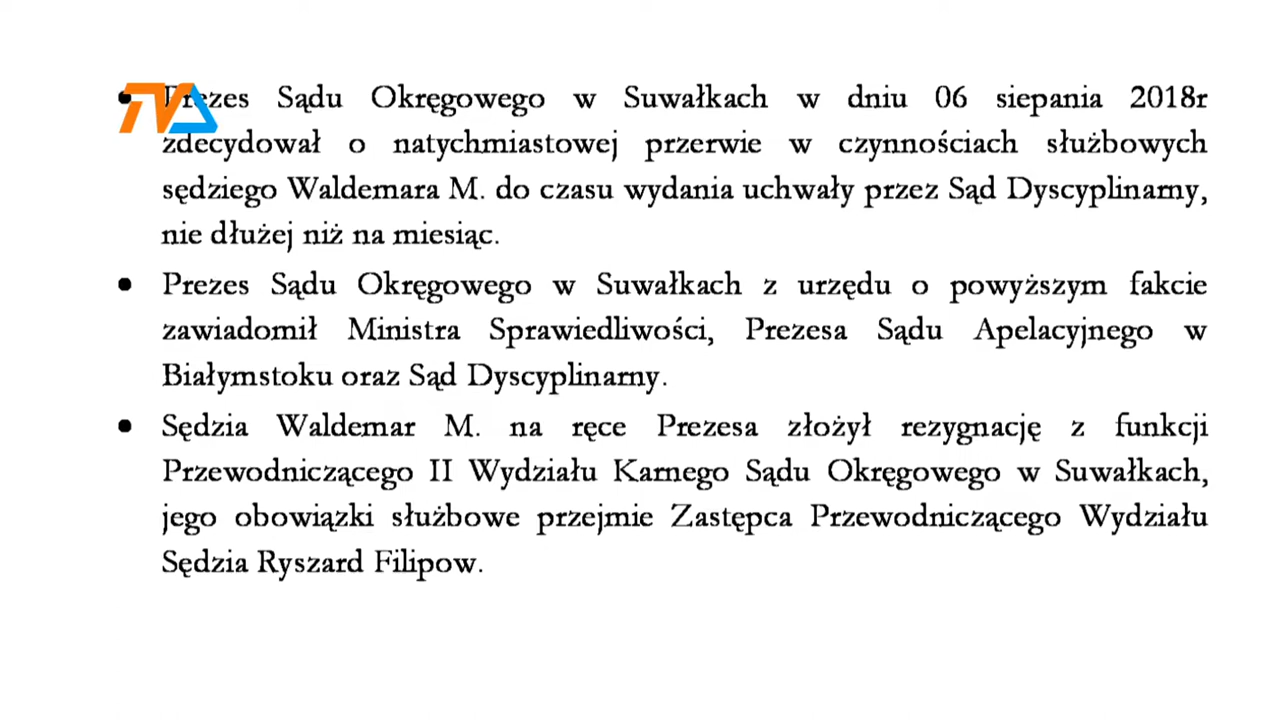 • Prezes Sądu Okręgowego w Suwałkach w dniu 06 siepania 2018r
zdecydował o natychmiastowej przerwie w czynnościach służbowych
sędziego Waldemara M. do czasu wydania uchwały przez Sąd Dyscyplinarny,
nie dłużej niż na miesiąc.
• Prezes Sądu Okręgowego w Suwałkach z urzędu o powyższym fakcie
zawiadomił Ministra Sprawiedliwości, Prezesa Sądu Apelacyjnego w
Białymstoku oraz Sąd Dyscyplinarny.
• Sędzia Waldemar M. na ręce Prezesa złożył rezygnację z funkcji
Przewodniczącego II Wydziału Karnego Sądu Okręgowego w Suwałkach,
jego obowiązki służbowe przejmie Zastępca Przewodniczącego Wydziału
Sędzia Ryszard Filipow.